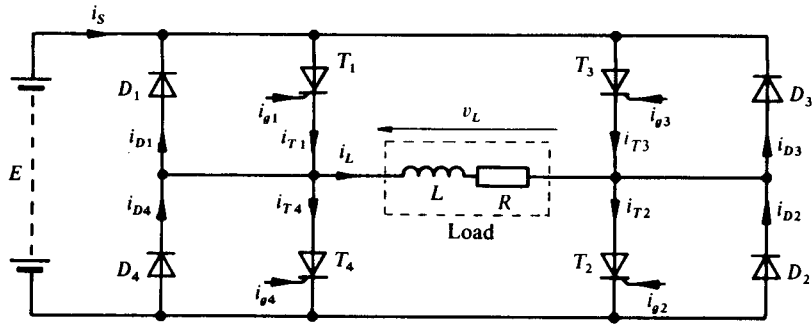 i_S
D_1
T_1
T_3
D_3
i_g1
i_g3
v_L
i_D1
i_T1
i_L
i_T3
i_D3
E
L
R
i_D4
i_T4
i_T2
i_D2
Load
D_4
T_4
T_2
D_2
i_g4
i_g2